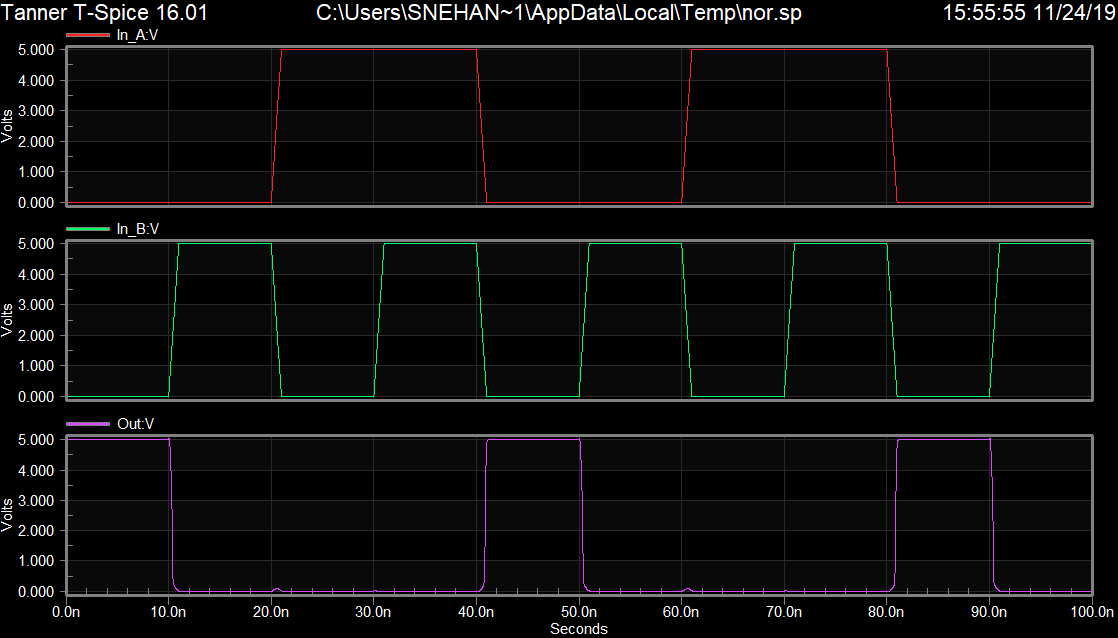 Tanner T-Spice 16.01 C:\Users\SNEHAN~1\AppData\Local\Temp\nor.sp 15:55:55 11/24/19
In_A:V
5.000
4.000
3.000
2.000
1.000
0.000
Volts
In_B:V
5.000
4.000
3.000
2.000
1.000
0.000
Volts
Out:V
5.000
4.000
3.000
2.000
1.000
0.000
Volts
0.0n 10.0n 20.0n 30.0n 40.0n 50.0n 60.0n 70.0n 80.0n 90.0n 100.0n
Seconds